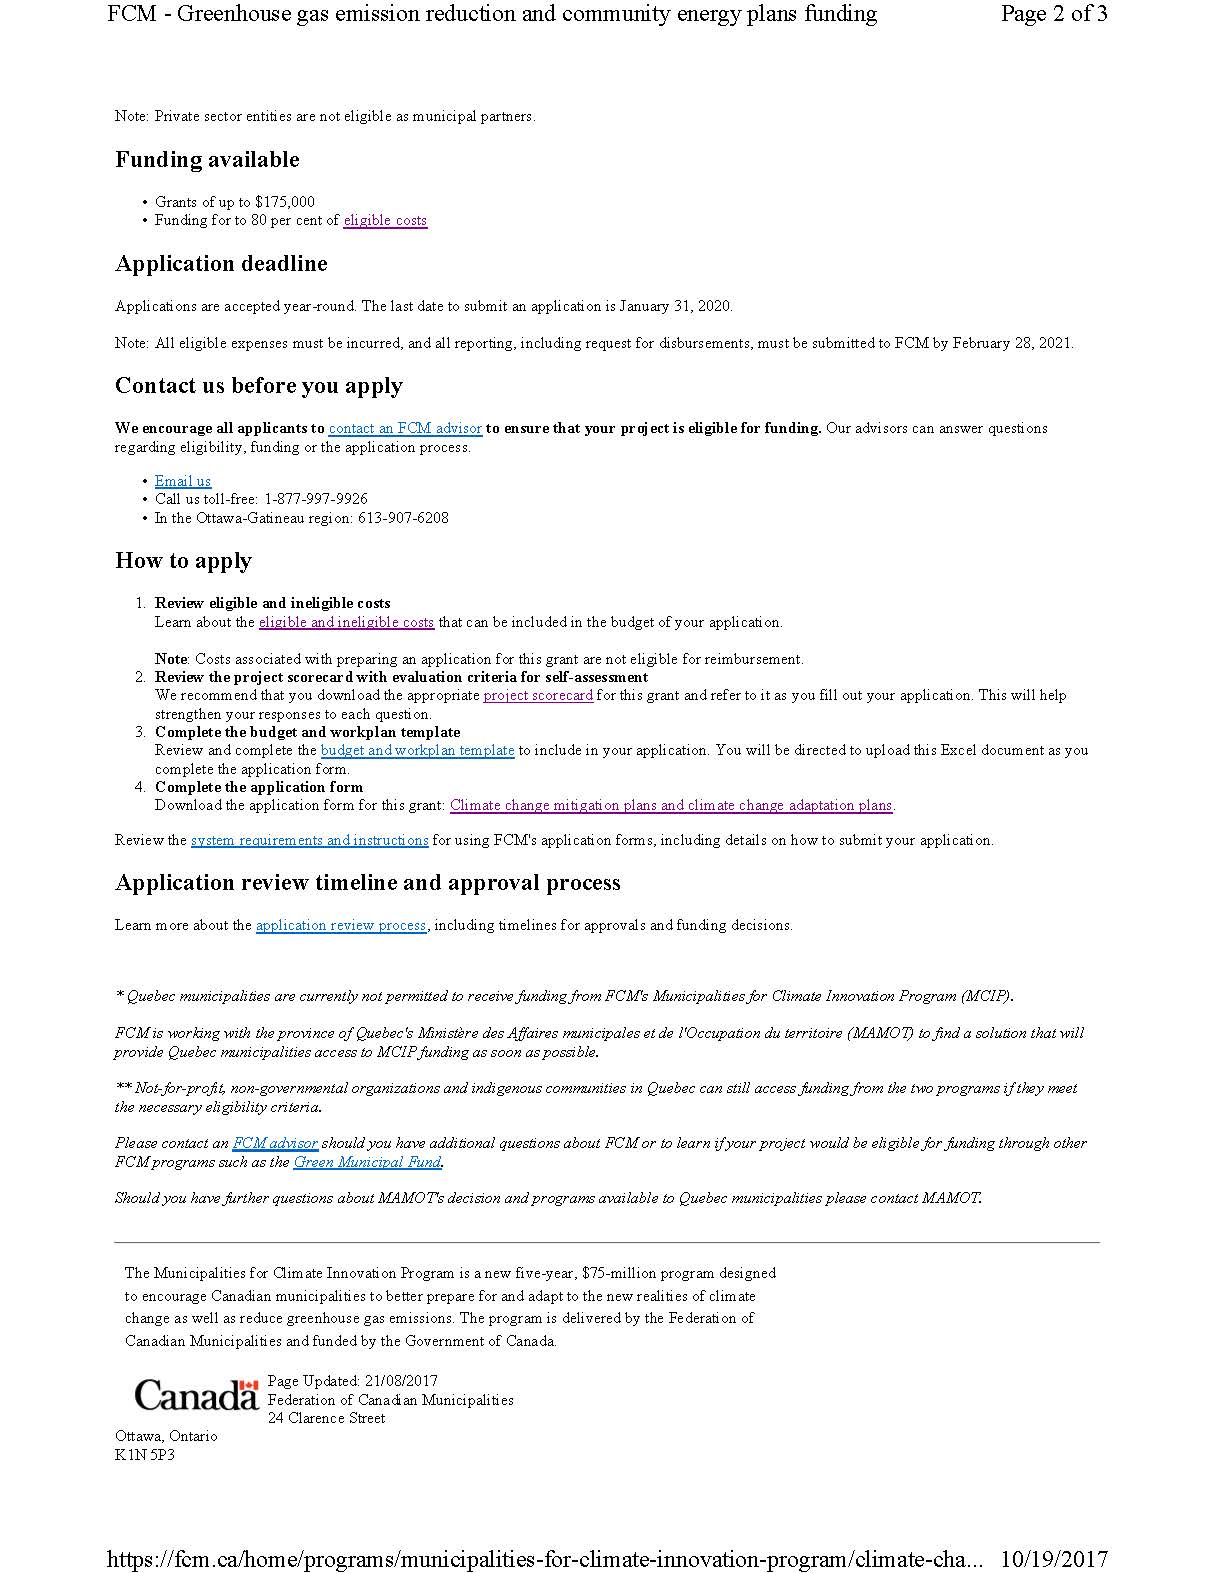 FCM - Greenhouse gas emission reduction and community energy plans funding Page 2 of 3
Note: Private sector entities are not eligible as municipal partners.
Funding available
• Grants of up to $175,000
• Funding for to 80 per cent of eligible costs
Application deadline
Applications are accepted year-round. The last date to submit an application is January 31, 2020.
Note: All eligible expenses must be incurred, and all reporting, including request for disbursements, must be submitted to FCM by February 28, 2021.
Contact us before you apply
We encourage all applicants to contact an FCM advisor to ensure that your project is eligible for funding. Our advisors can answer questions
regarding eligibility, funding or the application process.
• Email us
• Call us toll-free: 1-877-997-9926
• In the Ottawa-Gatineau region: 613-907-6208
How to apply
1. Review eligible and ineligible costs
Learn about the eligible and ineligible costs that can be included in the budget of your application.
Note: Costs associated with preparing an application for this grant are not eligible for reimbursement.
2. Review the project scorecard with evaluation criteria for self-assessment
We recommend that you download the appropriate project scorecard for this grant and refer to it as you fill out your application. This will help
strengthen your responses to each question.
3. Complete the budget and workplan template
Review and complete the budget and workplan template to include in your application. You will be directed to upload this Excel document as you
complete the application form.
4. Complete the application form
Download the application form for this grant: Climate change mitigation plans and climate change adaptation plans.
Review the system requirements and instructions for using FCM's application forms, including details on how to submit your application.
Application review timeline and approval process
Learn more about the application review process, including timelines for approvals and funding decisions.
* Quebec municipalities are currently not permitted to receive funding from FCM's Municipalities for Climate Innovation Program (MCIP).
FCM is working with the province of Quebec's Ministère des Affaires municipales et de l'Occupation du territoire (MAMOT) to find a solution that will
provide Quebec municipalities access to MCIP funding as soon as possible.
** Not-for-profit, non-governmental organizations and indigenous communities in Quebec can still access funding from the two programs if they meet
the necessary eligibility criteria.
Please contact an FCM advisor should you have additional questions about FCM or to learn if your project would be eligible for funding through other
FCM programs such as the Green Municipal Fund.
Should you have further questions about MAMOT's decision and programs available to Quebec municipalities please contact MAMOT.
The Municipalities for Climate Innovation Program is a new five-year, $75-million program designed
to encourage Canadian municipalities to better prepare for and adapt to the new realities of climate
change as well as reduce greenhouse gas emissions. The program is delivered by the Federation of
Canadian Municipalities and funded by the Government of Canada.
Canada Page Updated: 21/08/2017
Federation of Canadian Municipalities
24 Clarence Street
Ottawa, Ontario
K1N 5P3
https://fcm.ca/home/programs/municipalities-for-climate-innovation-program/climate-cha... 10/19/2017